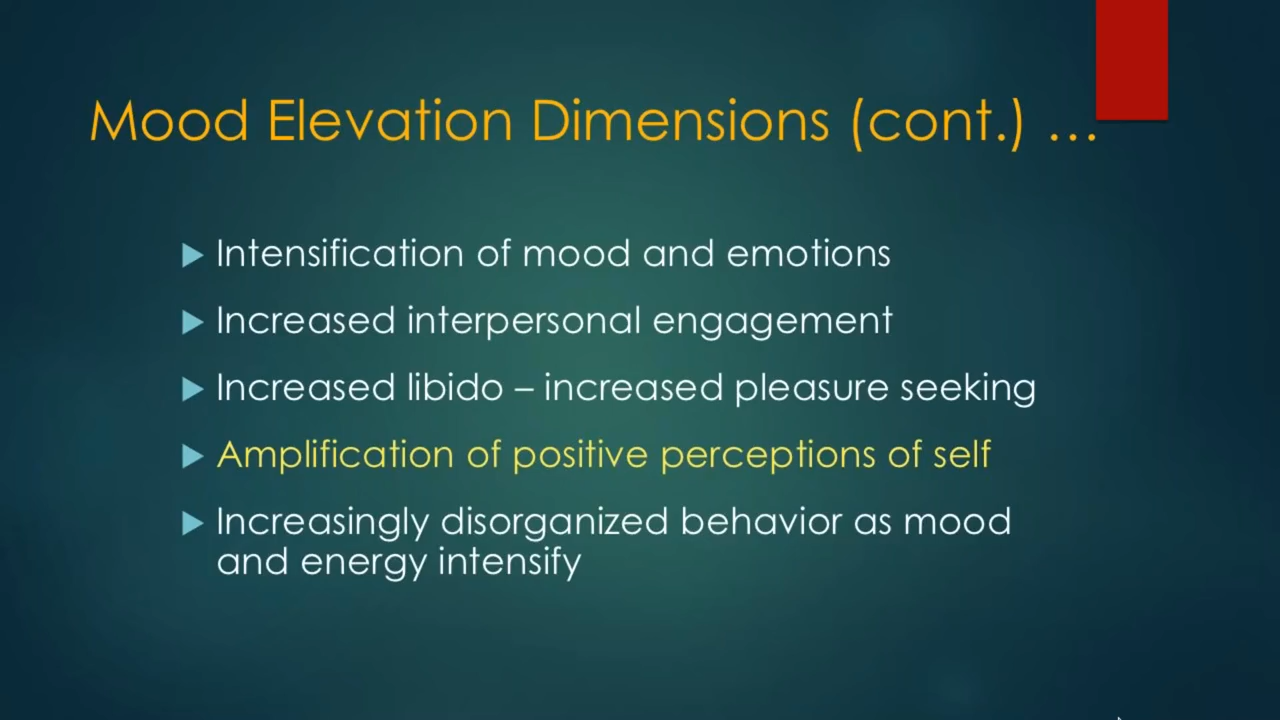 Mood Elevation Dimensions (cont.) …
Intensification of mood and emotions
Increased interpersonal engagement
Increased libido – increased pleasure seeking
Amplification of positive perceptions of self
Increasingly disorganized behavior as mood
and energy intensify